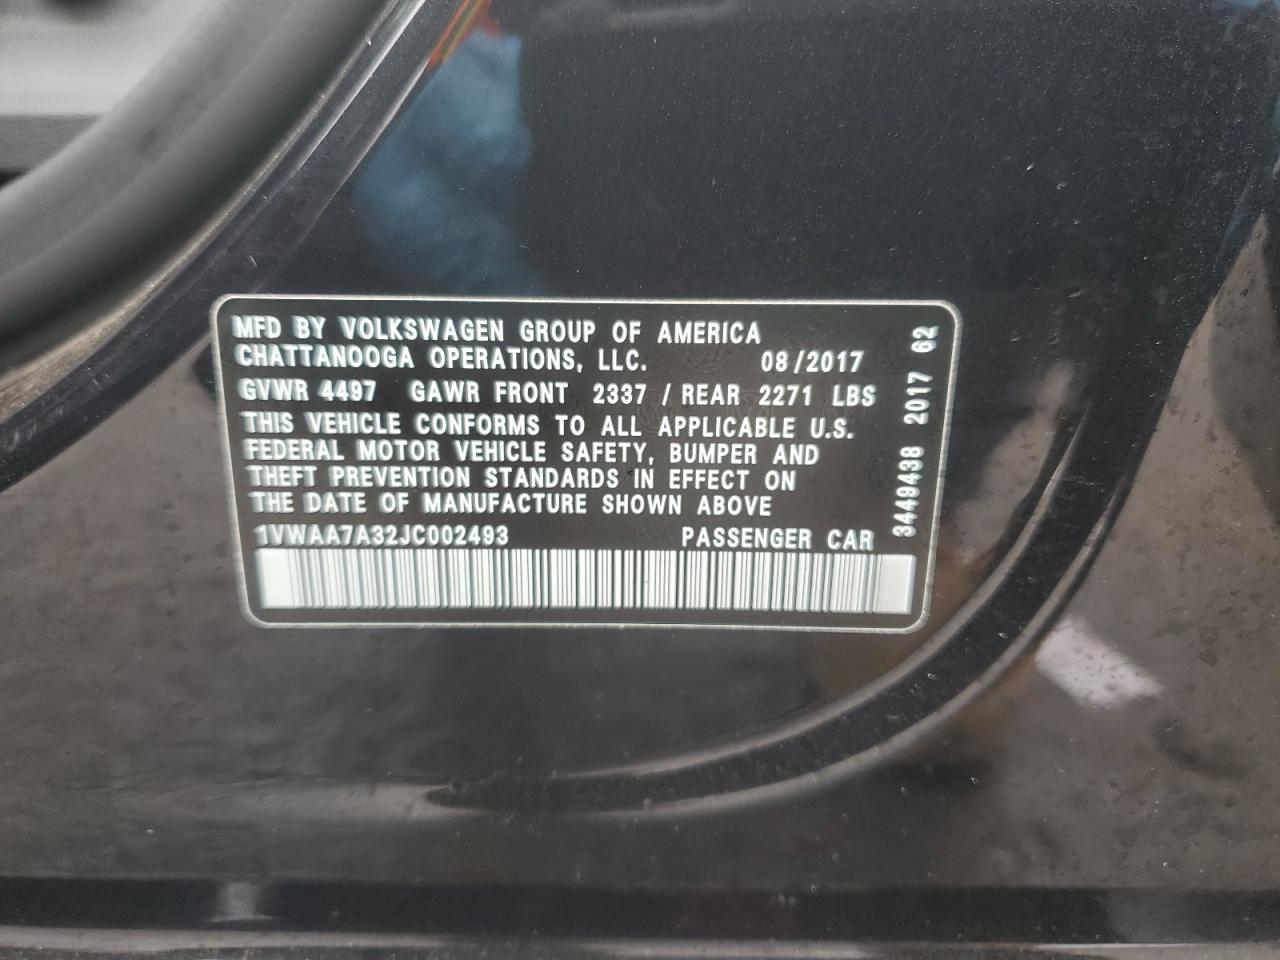 MFD BY VOLKSWAGEN GROUP OF AMERICA
CHATTANOOGA OPERATIONS, LLC. 08/2017
GVWR 4497 GAWR FRONT 2337 / REAR 2271 LBS
THIS VEHICLE CONFORMS TO ALL APPLICABLE U.S.
FEDERAL MOTOR VEHICLE SAFETY, BUMPER AND
THEFT PREVENTION STANDARDS IN EFFECT ON
THE DATE OF MANUFACTURE SHOWN ABOVE
1VWAA7A32JC002493 PASSENGER CAR
3449438 2017 62